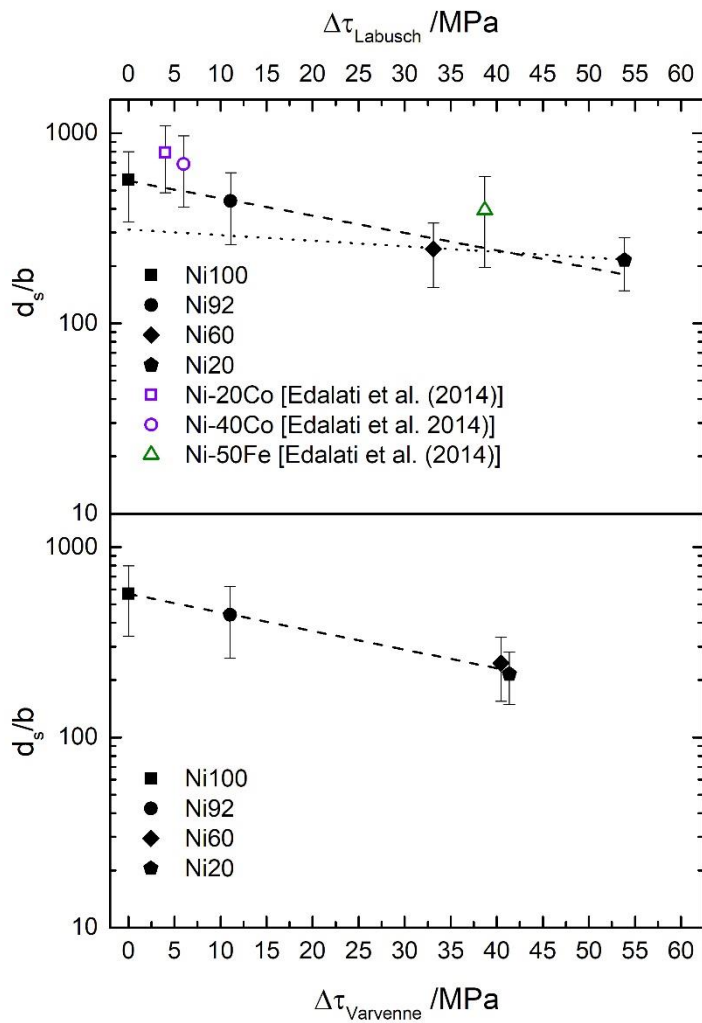 Δτ_Labusch /MPa
0 5 10 15 20 25 30 35 40 45 50 55 60
1000
100
10
d_s/b
Ni100
Ni92
Ni60
Ni20
Ni-20Co [Edalati et al. (2014)]
Ni-40Co [Edalati et al. 2014)]
Ni-50Fe [Edalati et al. (2014)]
1000
100
10
d_s/b
Ni100
Ni92
Ni60
Ni20
0 5 10 15 20 25 30 35 40 45 50 55 60
Δτ_Varvenne /MPa